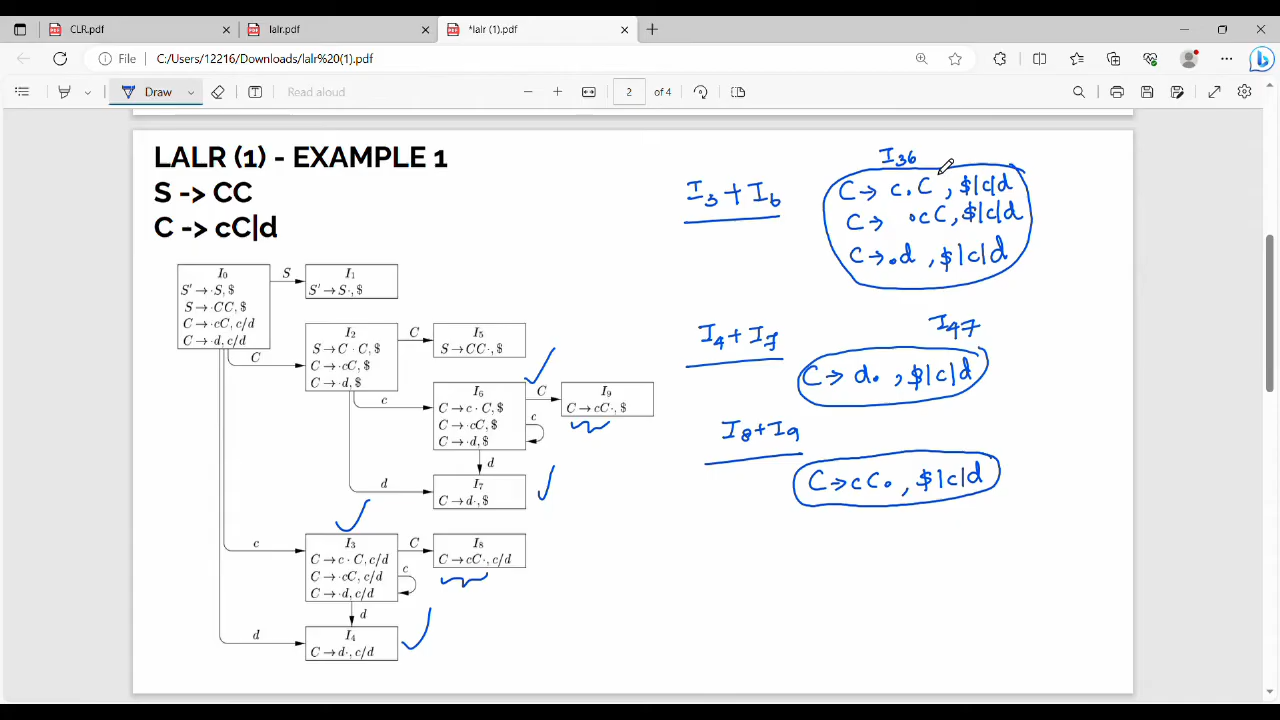 CLR.pdf
lalr.pdf
*lalr (1).pdf
File
C:/Users/12216/Downloads/lalr%20(1).pdf
Draw
Read aloud
2
of 4
LALR (1) - EXAMPLE 1
S -> CC
C -> cC|d
I0
S′ → ·S, $
S → ·CC, $
C → ·cC, c/d
C → ·d, c/d
S
I1
S′ → S·, $
C
I2
S → C · C, $
C → ·cC, $
C → ·d, $
C
I5
S → CC·, $
c
I6
C → c · C, $
C → ·cC, $
C → ·d, $
C
I9
C → cC·, $
c
d
d
I7
C → d·, $
c
I3
C → c · C, c/d
C → ·cC, c/d
C → ·d, c/d
C
I8
C → cC·, c/d
c
d
d
I4
C → d·, c/d
I3 + I6
I36
C → c.C , $|c|d
C → .cC, $|c|d
C → .d , $|c|d
I4 + I7
I47
C → d. , $|c|d
I8+I9
C → cC. , $|c|d